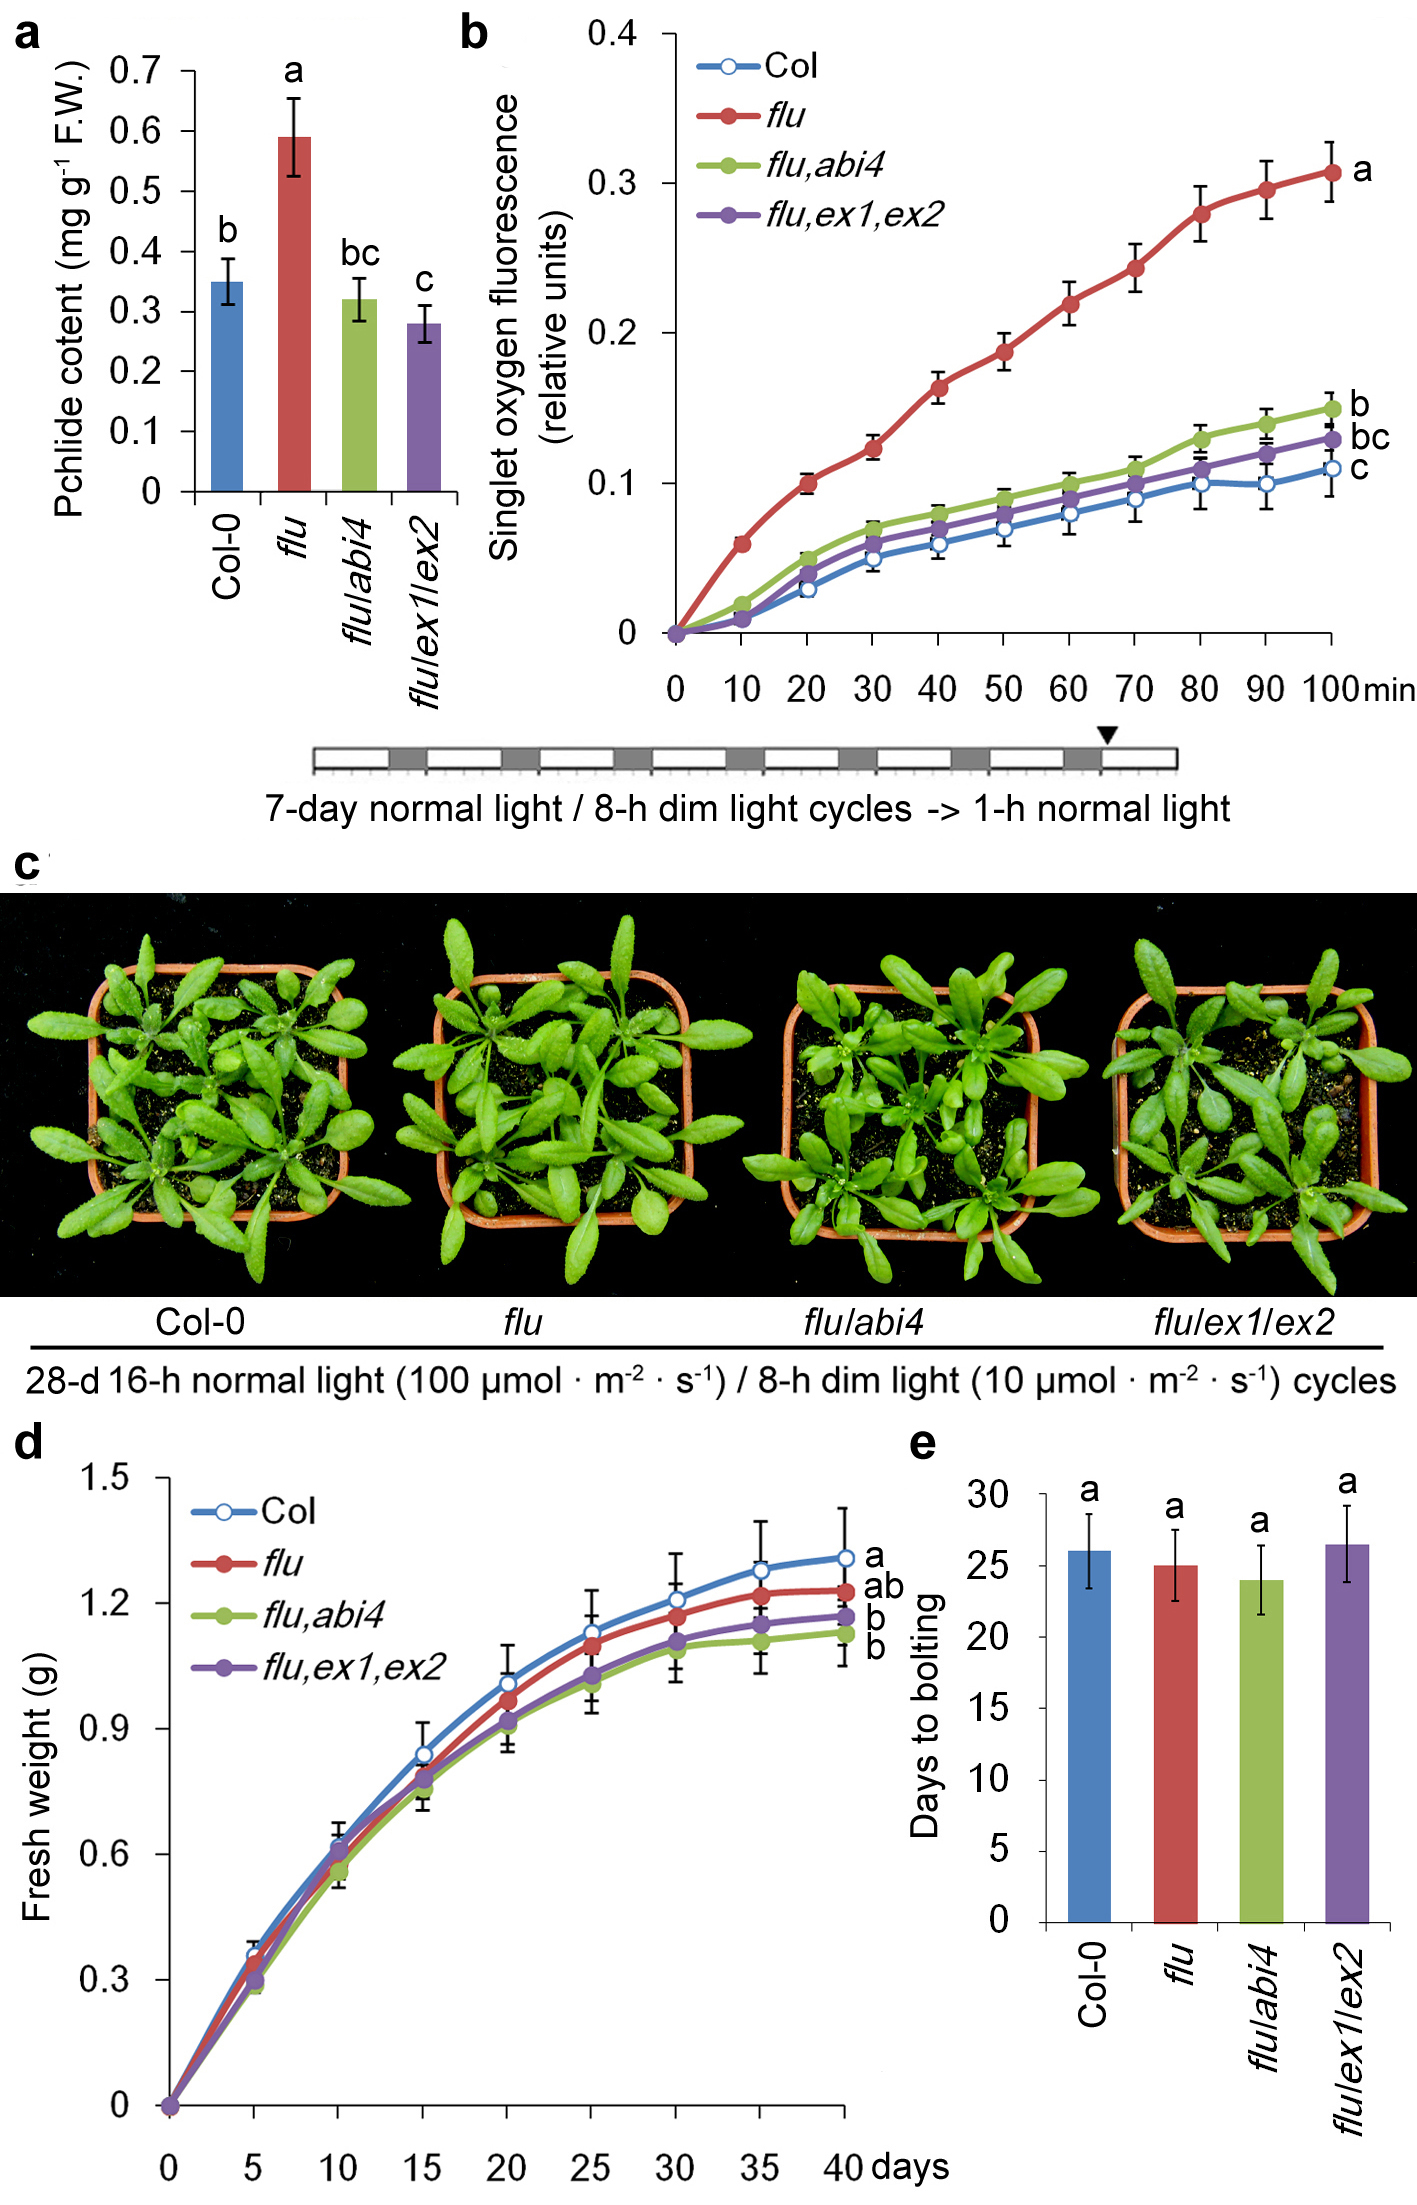 a
Pchlide cotent (mg g⁻¹ F.W.)
0.7
0.6
0.5
0.4
0.3
0.2
0.1
0
b
a
bc
c
Col-0
flu
flu/abi4
flu/ex1/ex2
b
Singlet oxygen fluorescence
(relative units)
0.4
0.3
0.2
0.1
0
Col
flu
flu,abi4
flu,ex1,ex2
a
b
bc
c
0 10 20 30 40 50 60 70 80 90 100 min
7-day normal light / 8-h dim light cycles -> 1-h normal light
c
Col-0 flu flu/abi4 flu/ex1/ex2
28-d 16-h normal light (100 µmol · m⁻² · s⁻¹) / 8-h dim light (10 µmol · m⁻² · s⁻¹) cycles
d
Fresh weight (g)
1.5
1.2
0.9
0.6
0.3
0
Col
flu
flu,abi4
flu,ex1,ex2
a
ab
b
b
0 5 10 15 20 25 30 35 40 days
e
Days to bolting
30
25
20
15
10
5
0
a
a
a
a
Col-0
flu
flu/abi4
flu/ex1/ex2